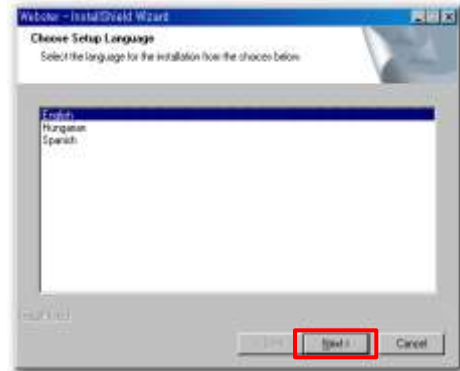 Webster - InstallShield Wizard
Choose Setup Language
Select the language for the installation from the choices below.
English
Hungarian
Spanish
InstallShield
Next >
Cancel